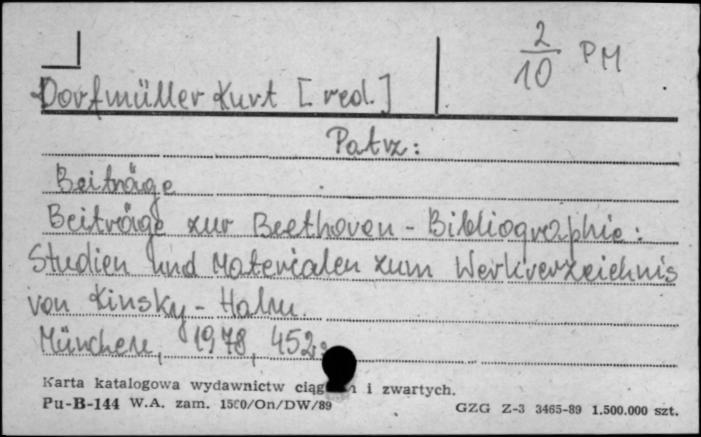 2/10 PM
Dorfmüller Kurt [red.]
Patrz:
Beiträge
Beiträge zur Beethoven - Bibliographie:
Studien und Materialen zum Werkverzeichnis
von Kinsky - Halm.
München, 1978, 452
Karta katalogowa wydawnictw i zwartych.
Pu-B-144 W.A. zam. 1500/On/DW/89
GZG Z-3 3465-89 1.500.000 szt.